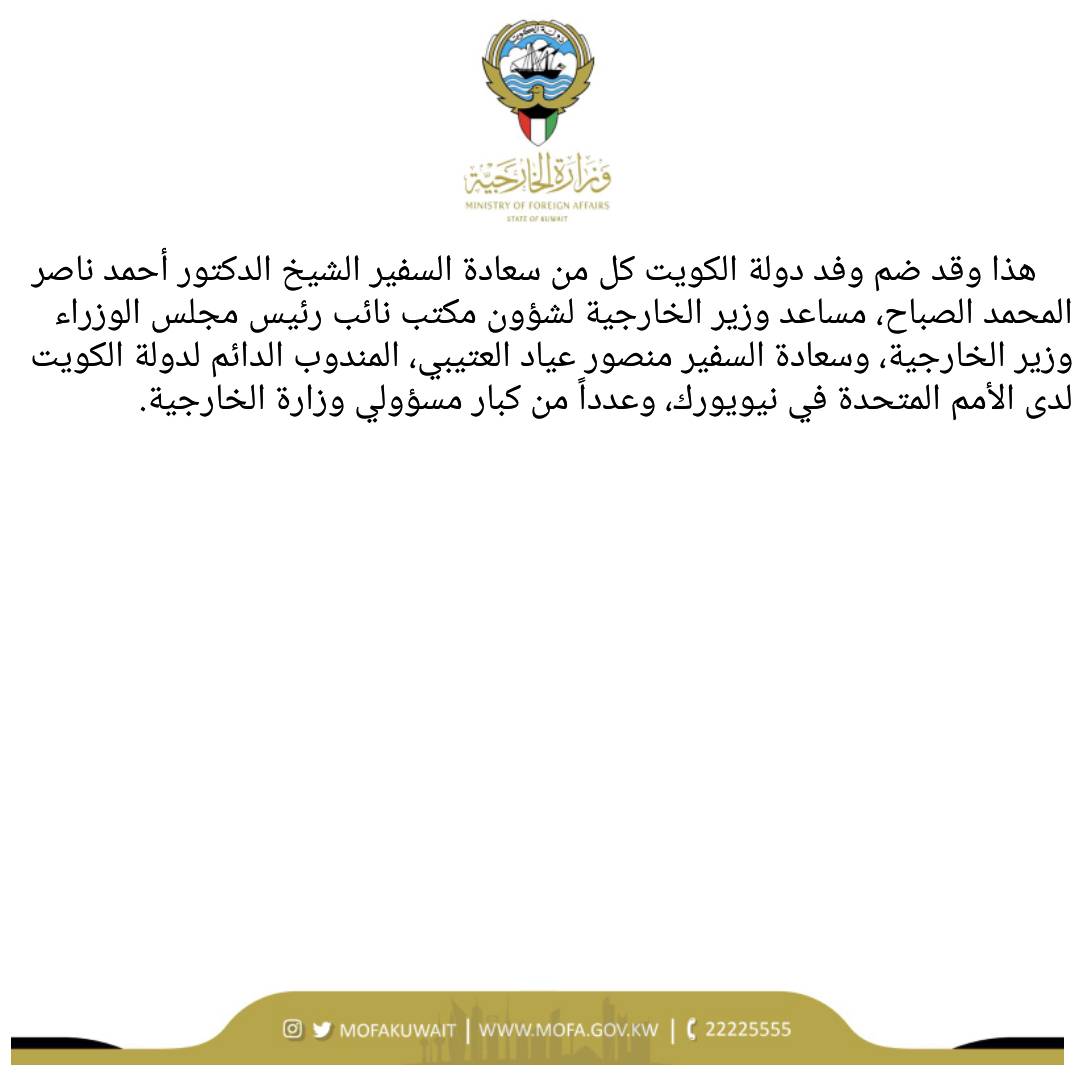 دولة الكويت
وزارة الخارجية
MINISTRY OF FOREIGN AFFAIRS
STATE OF KUWAIT
هذا وقد ضم وفد دولة الكويت كل من سعادة السفير الشيخ الدكتور أحمد ناصر
المحمد الصباح، مساعد وزير الخارجية لشؤون مكتب نائب رئيس مجلس الوزراء
وزير الخارجية، وسعادة السفير منصور عياد العتيبي، المندوب الدائم لدولة الكويت
لدى الأمم المتحدة في نيويورك، وعدداً من كبار مسؤولي وزارة الخارجية.
MOFAKUWAIT | WWW.MOFA.GOV.KW | 22225555